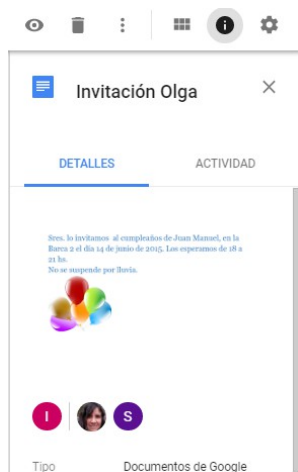 Invitación Olga
DETALLES
ACTIVIDAD
Sres. lo invitamos al cumpleaños de Juan Manuel, en la
Barca 2 el día 14 de junio de 2015. Los esperamos de 18 a
21 hs.
No se suspende por lluvia.
I
S
Tipo
Documentos de Google